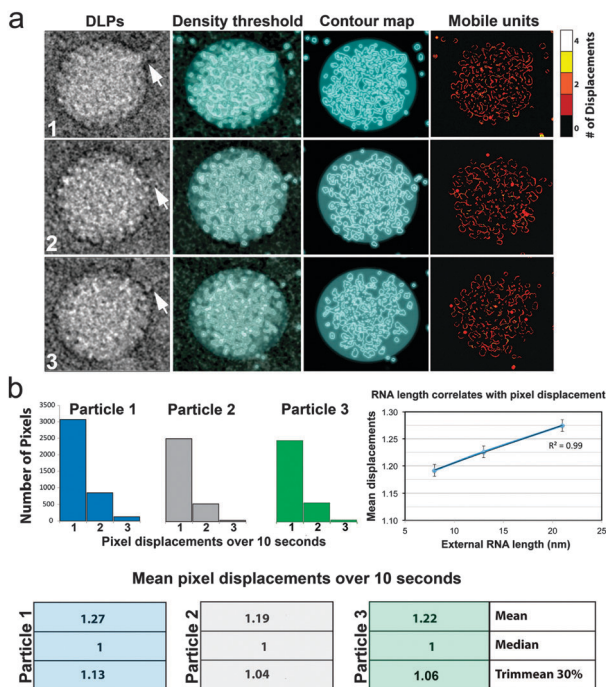 a
DLPs
Density threshold
Contour map
Mobile units
1
2
3
4
2
2
0
# of Displacements
b
Particle 1
Particle 2
Particle 3
Number of Pixels
3500
3000
2500
2000
1500
1000
500
0
1 2 3
1 2 3
1 2 3
Pixel displacements over 10 seconds
RNA length correlates with pixel displacement
Mean displacements
1.30
1.25
1.20
1.15
1.10
R² = 0.99
5 10 15 20 25
External RNA length (nm)
Mean pixel displacements over 10 seconds
Particle 1
1.27
1
1.13
Particle 2
1.19
1
1.04
Particle 3
1.22 Mean
1 Median
1.06 Trimmean 30%